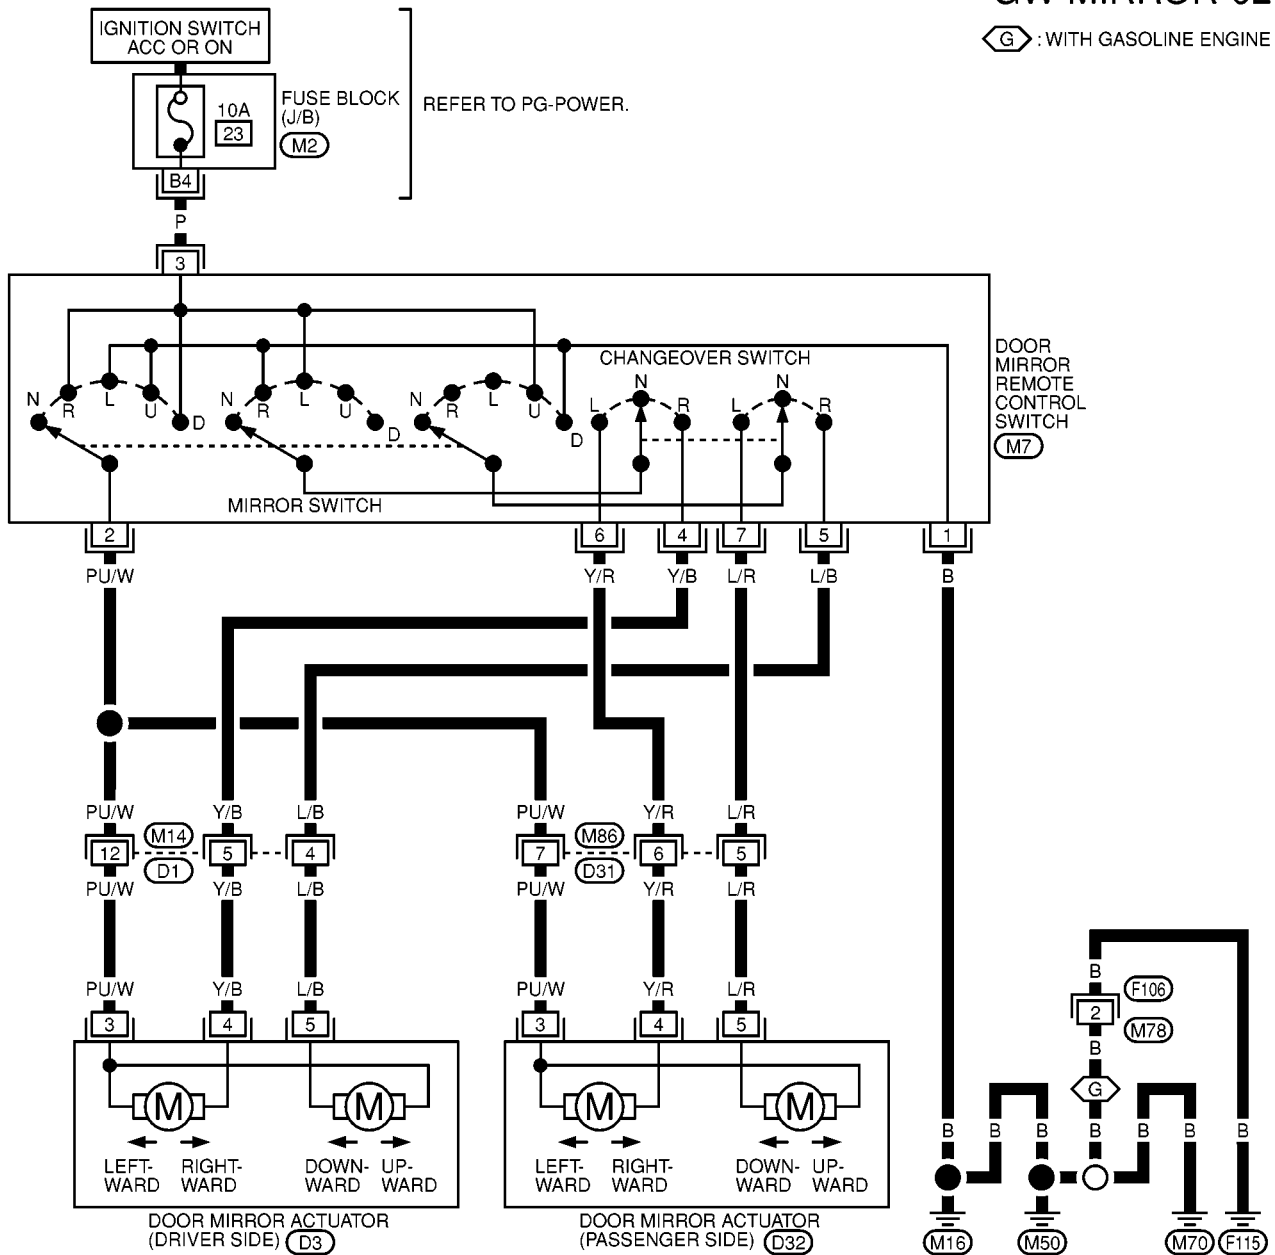 IGNITION SWITCH
ACC OR ON
G : WITH GASOLINE ENGINE
10A
23
FUSE BLOCK
(J/B)
M2
REFER TO PG-POWER.
B4
P
3
DOOR
MIRROR
REMOTE
CONTROL
SWITCH
M7
CHANGEOVER SWITCH
N R L U D
N R L U D
N R L U D
L N R
L N R
MIRROR SWITCH
2 6 4 7 5 1
PU/W Y/R Y/B L/R L/B B
PU/W Y/B L/B PU/W Y/R L/R
M14 M86
12 5 4 7 6 5
D1 D31
PU/W Y/B L/B PU/W Y/R L/R
PU/W Y/B L/B PU/W Y/R L/R
3 4 5 3 4 5
M M M M
LEFT-
WARD
RIGHT-
WARD
DOWN-
WARD
UP-
WARD
LEFT-
WARD
RIGHT-
WARD
DOWN-
WARD
UP-
WARD
DOOR MIRROR ACTUATOR
(DRIVER SIDE) D3
DOOR MIRROR ACTUATOR
(PASSENGER SIDE) D32
B
F106
2
M78
B
G
B B B B B B B
M16 M50 M70 F115